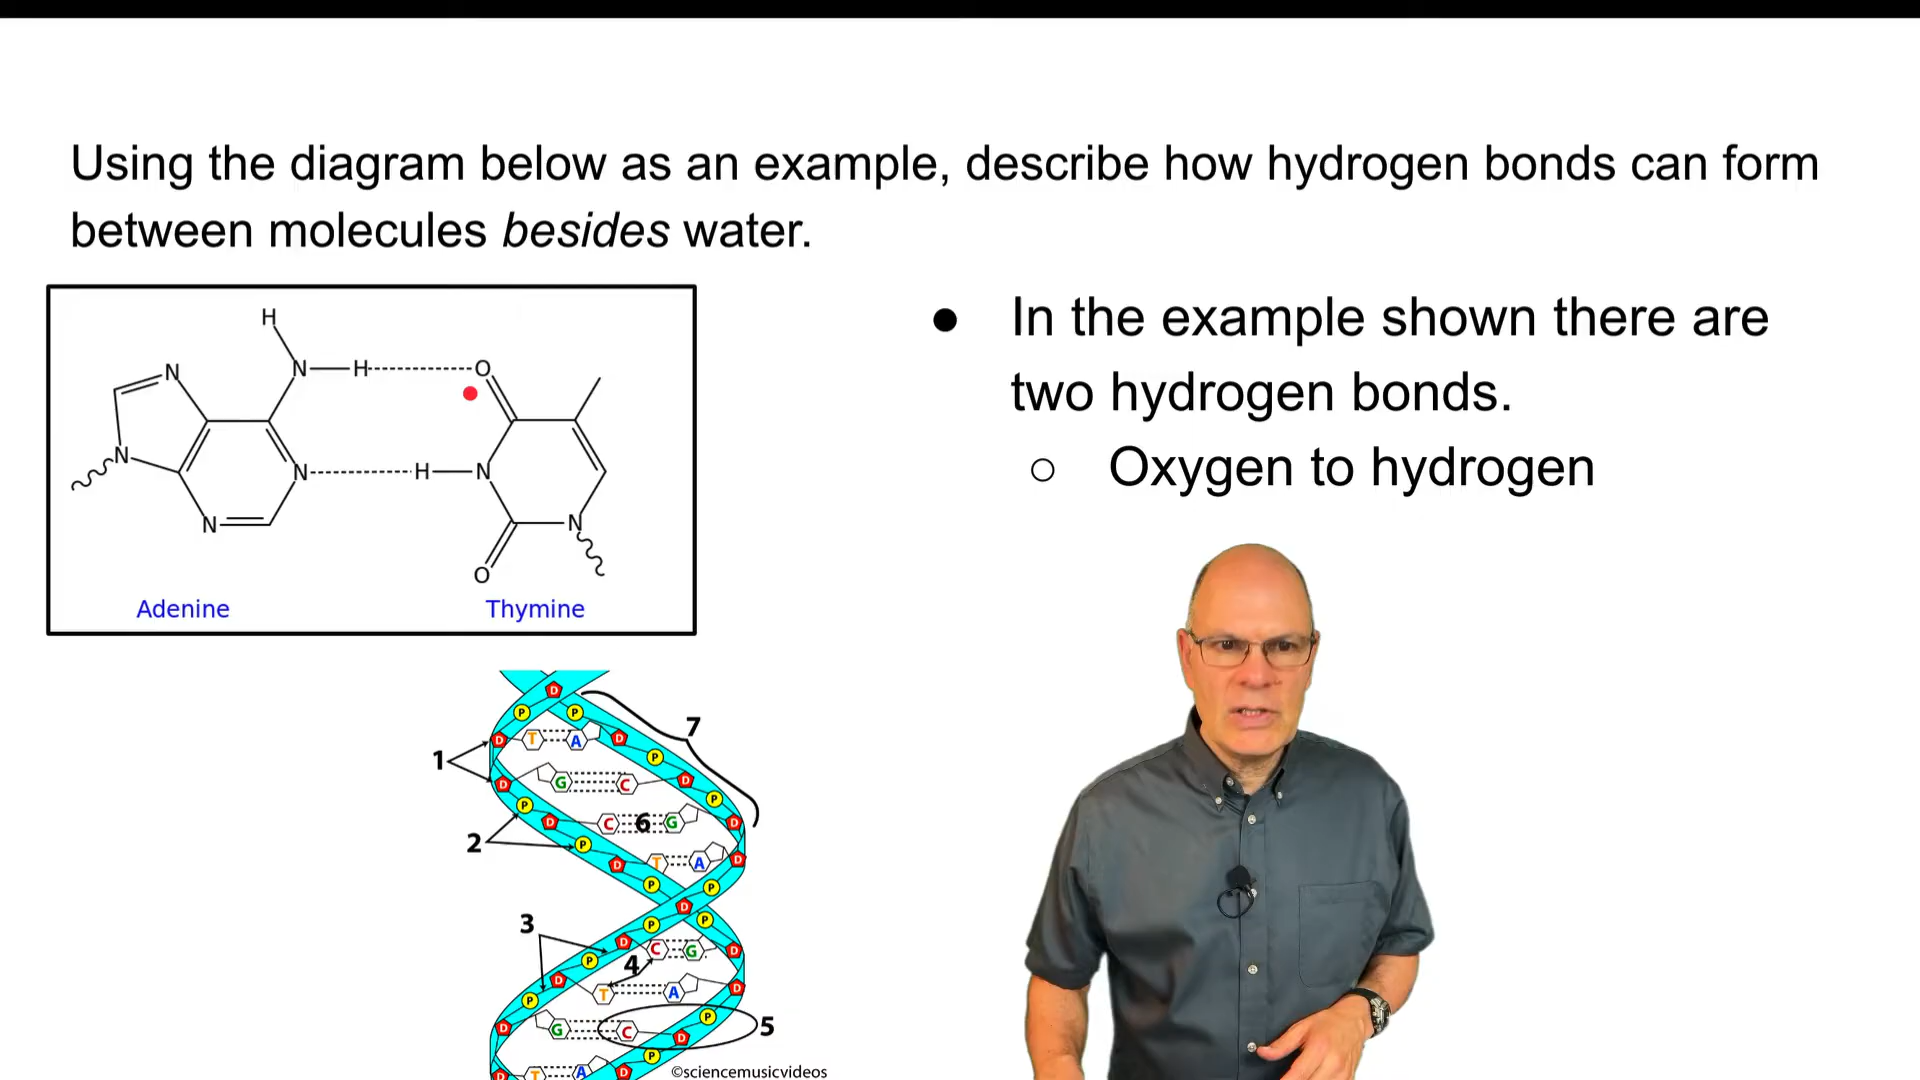 Using the diagram below as an example, describe how hydrogen bonds can form
between molecules besides water.
● In the example shown there are
two hydrogen bonds.
○ Oxygen to hydrogen
H
N
N H O
N
N H N
N N
O
Adenine Thymine
D
P P
7
D T A D
1
P
D G C D
P P
D C 6 G D
2
P
D T A D
P P
D
3
P P
D C G D
P
4
D
T A D
P
P
D G C D 5
P
D T A D
©sciencemusicvideos